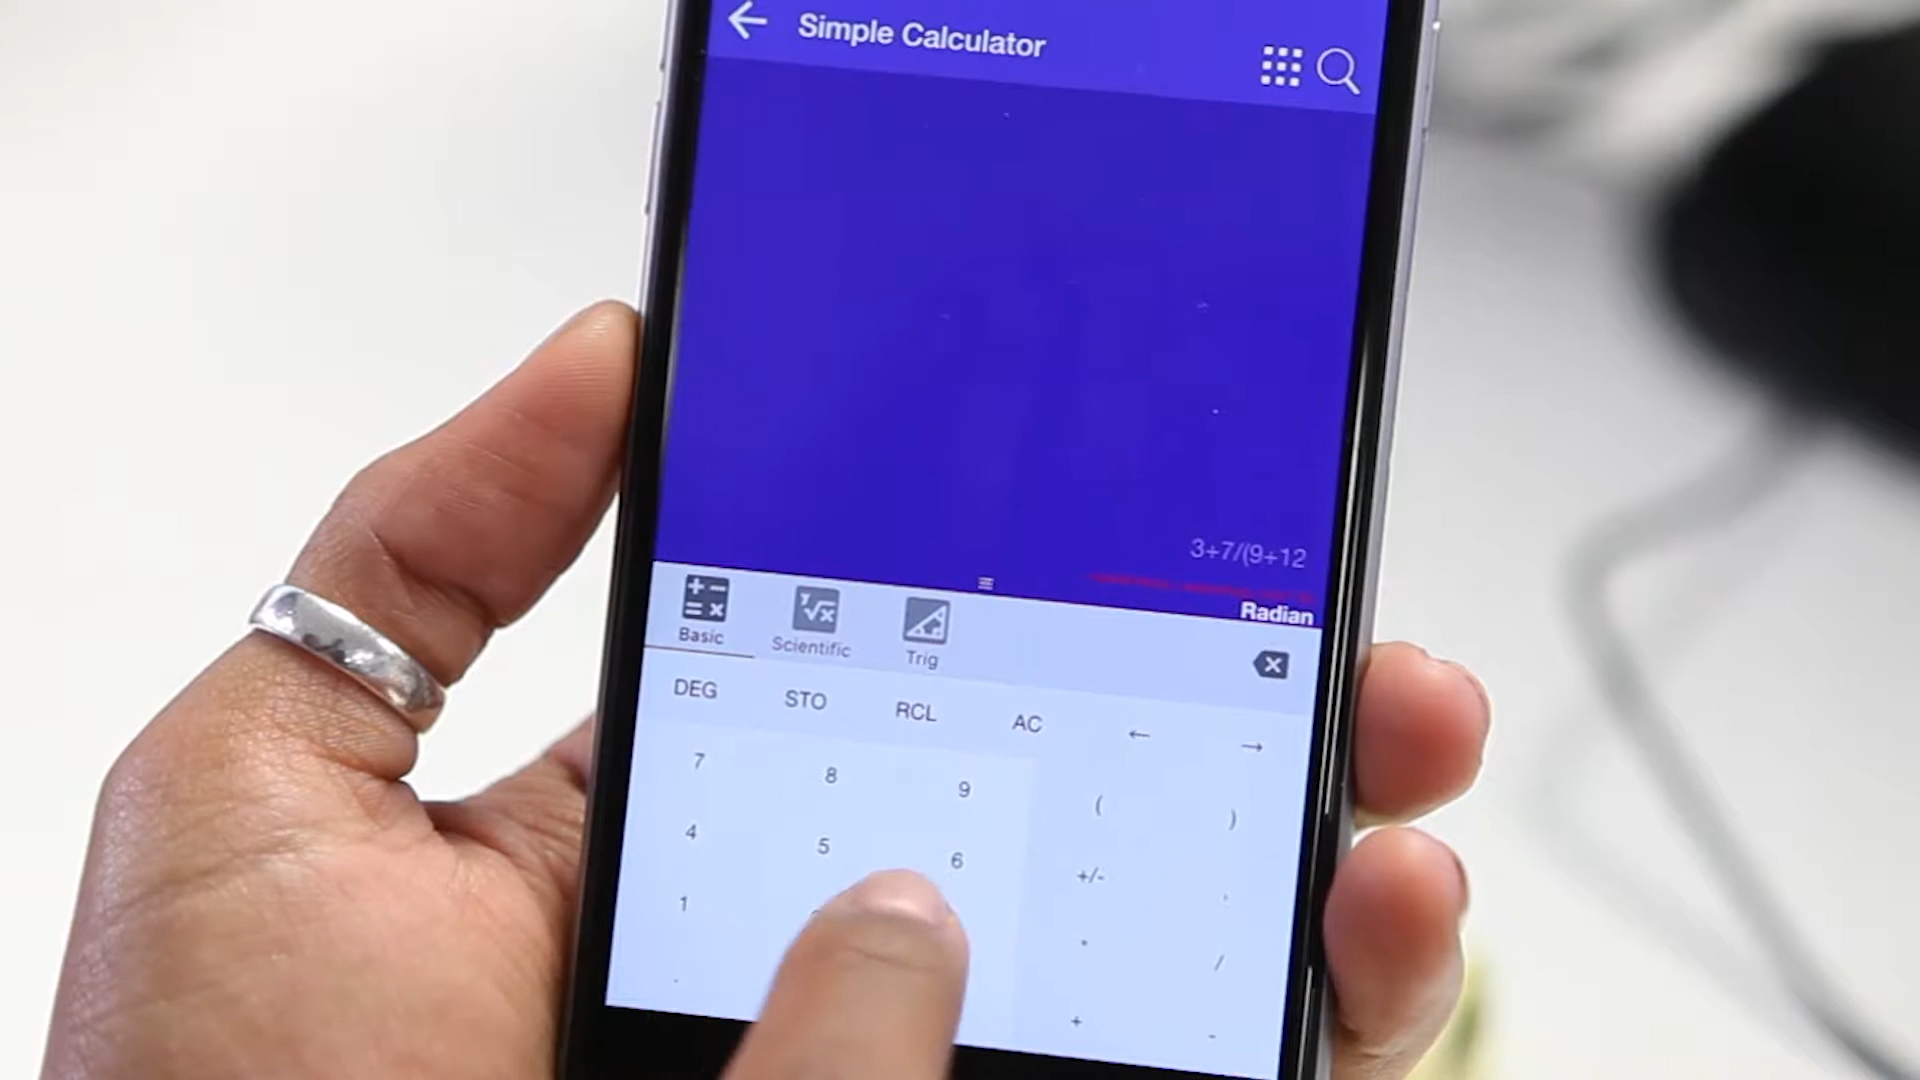 Simple Calculator
3+7/(9+12
Radian
Basic Scientific Trig
DEG STO RCL AC ← →
7 8 9 ( )
4 5 6 +/- ,
1 /
+ -